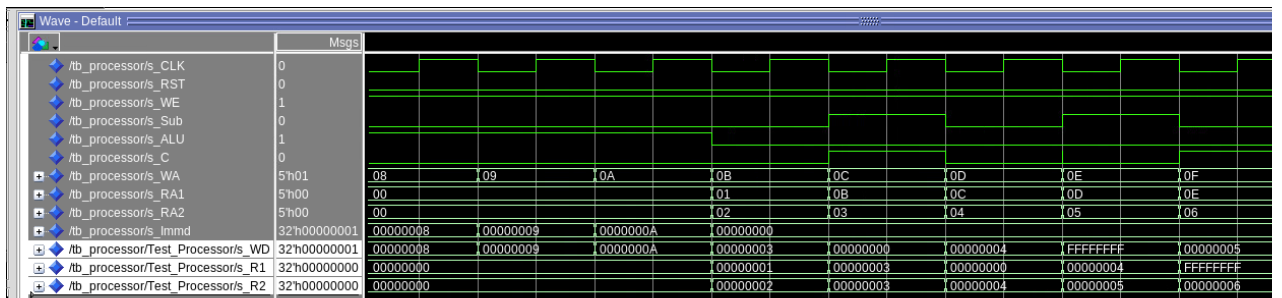 Wave - Default
Msgs
/tb_processor/s_CLK 0
/tb_processor/s_RST 0
/tb_processor/s_WE 1
/tb_processor/s_Sub 0
/tb_processor/s_ALU 1
/tb_processor/s_C 0
/tb_processor/s_WA 5'h01 08 09 0A 0B 0C 0D 0E 0F
/tb_processor/s_RA1 5'h00 00 01 0B 0C 0D 0E
/tb_processor/s_RA2 5'h00 00 02 03 04 05 06
/tb_processor/s_Immd 32'h00000001 00000008 00000009 0000000A 00000000
/tb_processor/Test_Processor/s_WD 32'h00000001 00000008 00000009 0000000A 00000003 00000000 00000004 FFFFFFFF 00000005
/tb_processor/Test_Processor/s_R1 32'h00000000 00000000 00000001 00000003 00000000 00000004 FFFFFFFF
/tb_processor/Test_Processor/s_R2 32'h00000000 00000000 00000002 00000003 00000004 00000005 00000006